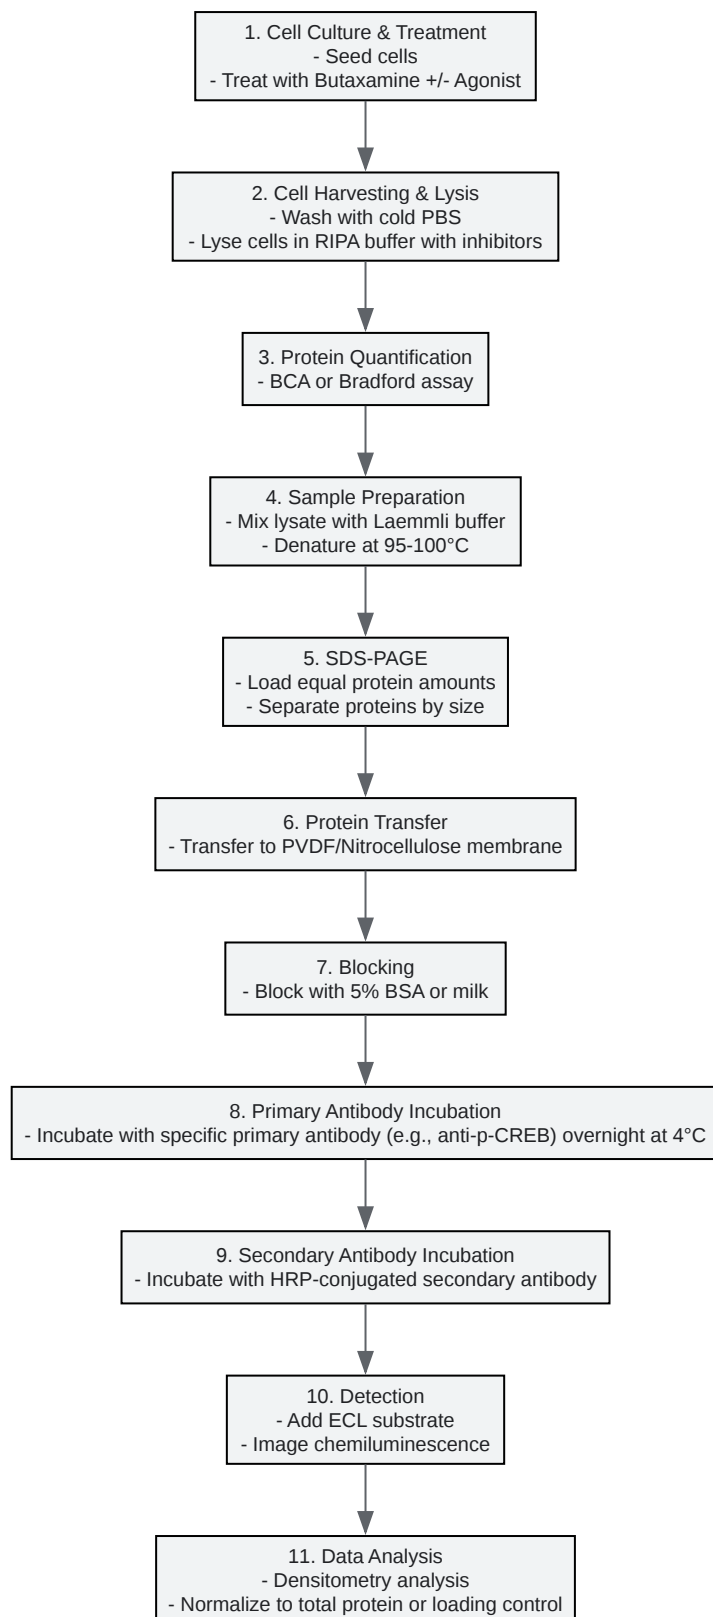 1. Cell Culture & Treatment
- Seed cells
- Treat with Butaxamine +/- Agonist
2. Cell Harvesting & Lysis
- Wash with cold PBS
- Lyse cells in RIPA buffer with inhibitors
3. Protein Quantification
- BCA or Bradford assay
4. Sample Preparation
- Mix lysate with Laemmli buffer
- Denature at 95-100°C
5. SDS-PAGE
- Load equal protein amounts
- Separate proteins by size
6. Protein Transfer
- Transfer to PVDF/Nitrocellulose membrane
7. Blocking
- Block with 5% BSA or milk
8. Primary Antibody Incubation
- Incubate with specific primary antibody (e.g., anti-p-CREB) overnight at 4°C
9. Secondary Antibody Incubation
- Incubate with HRP-conjugated secondary antibody
10. Detection
- Add ECL substrate
- Image chemiluminescence
11. Data Analysis
- Densitometry analysis
- Normalize to total protein or loading control